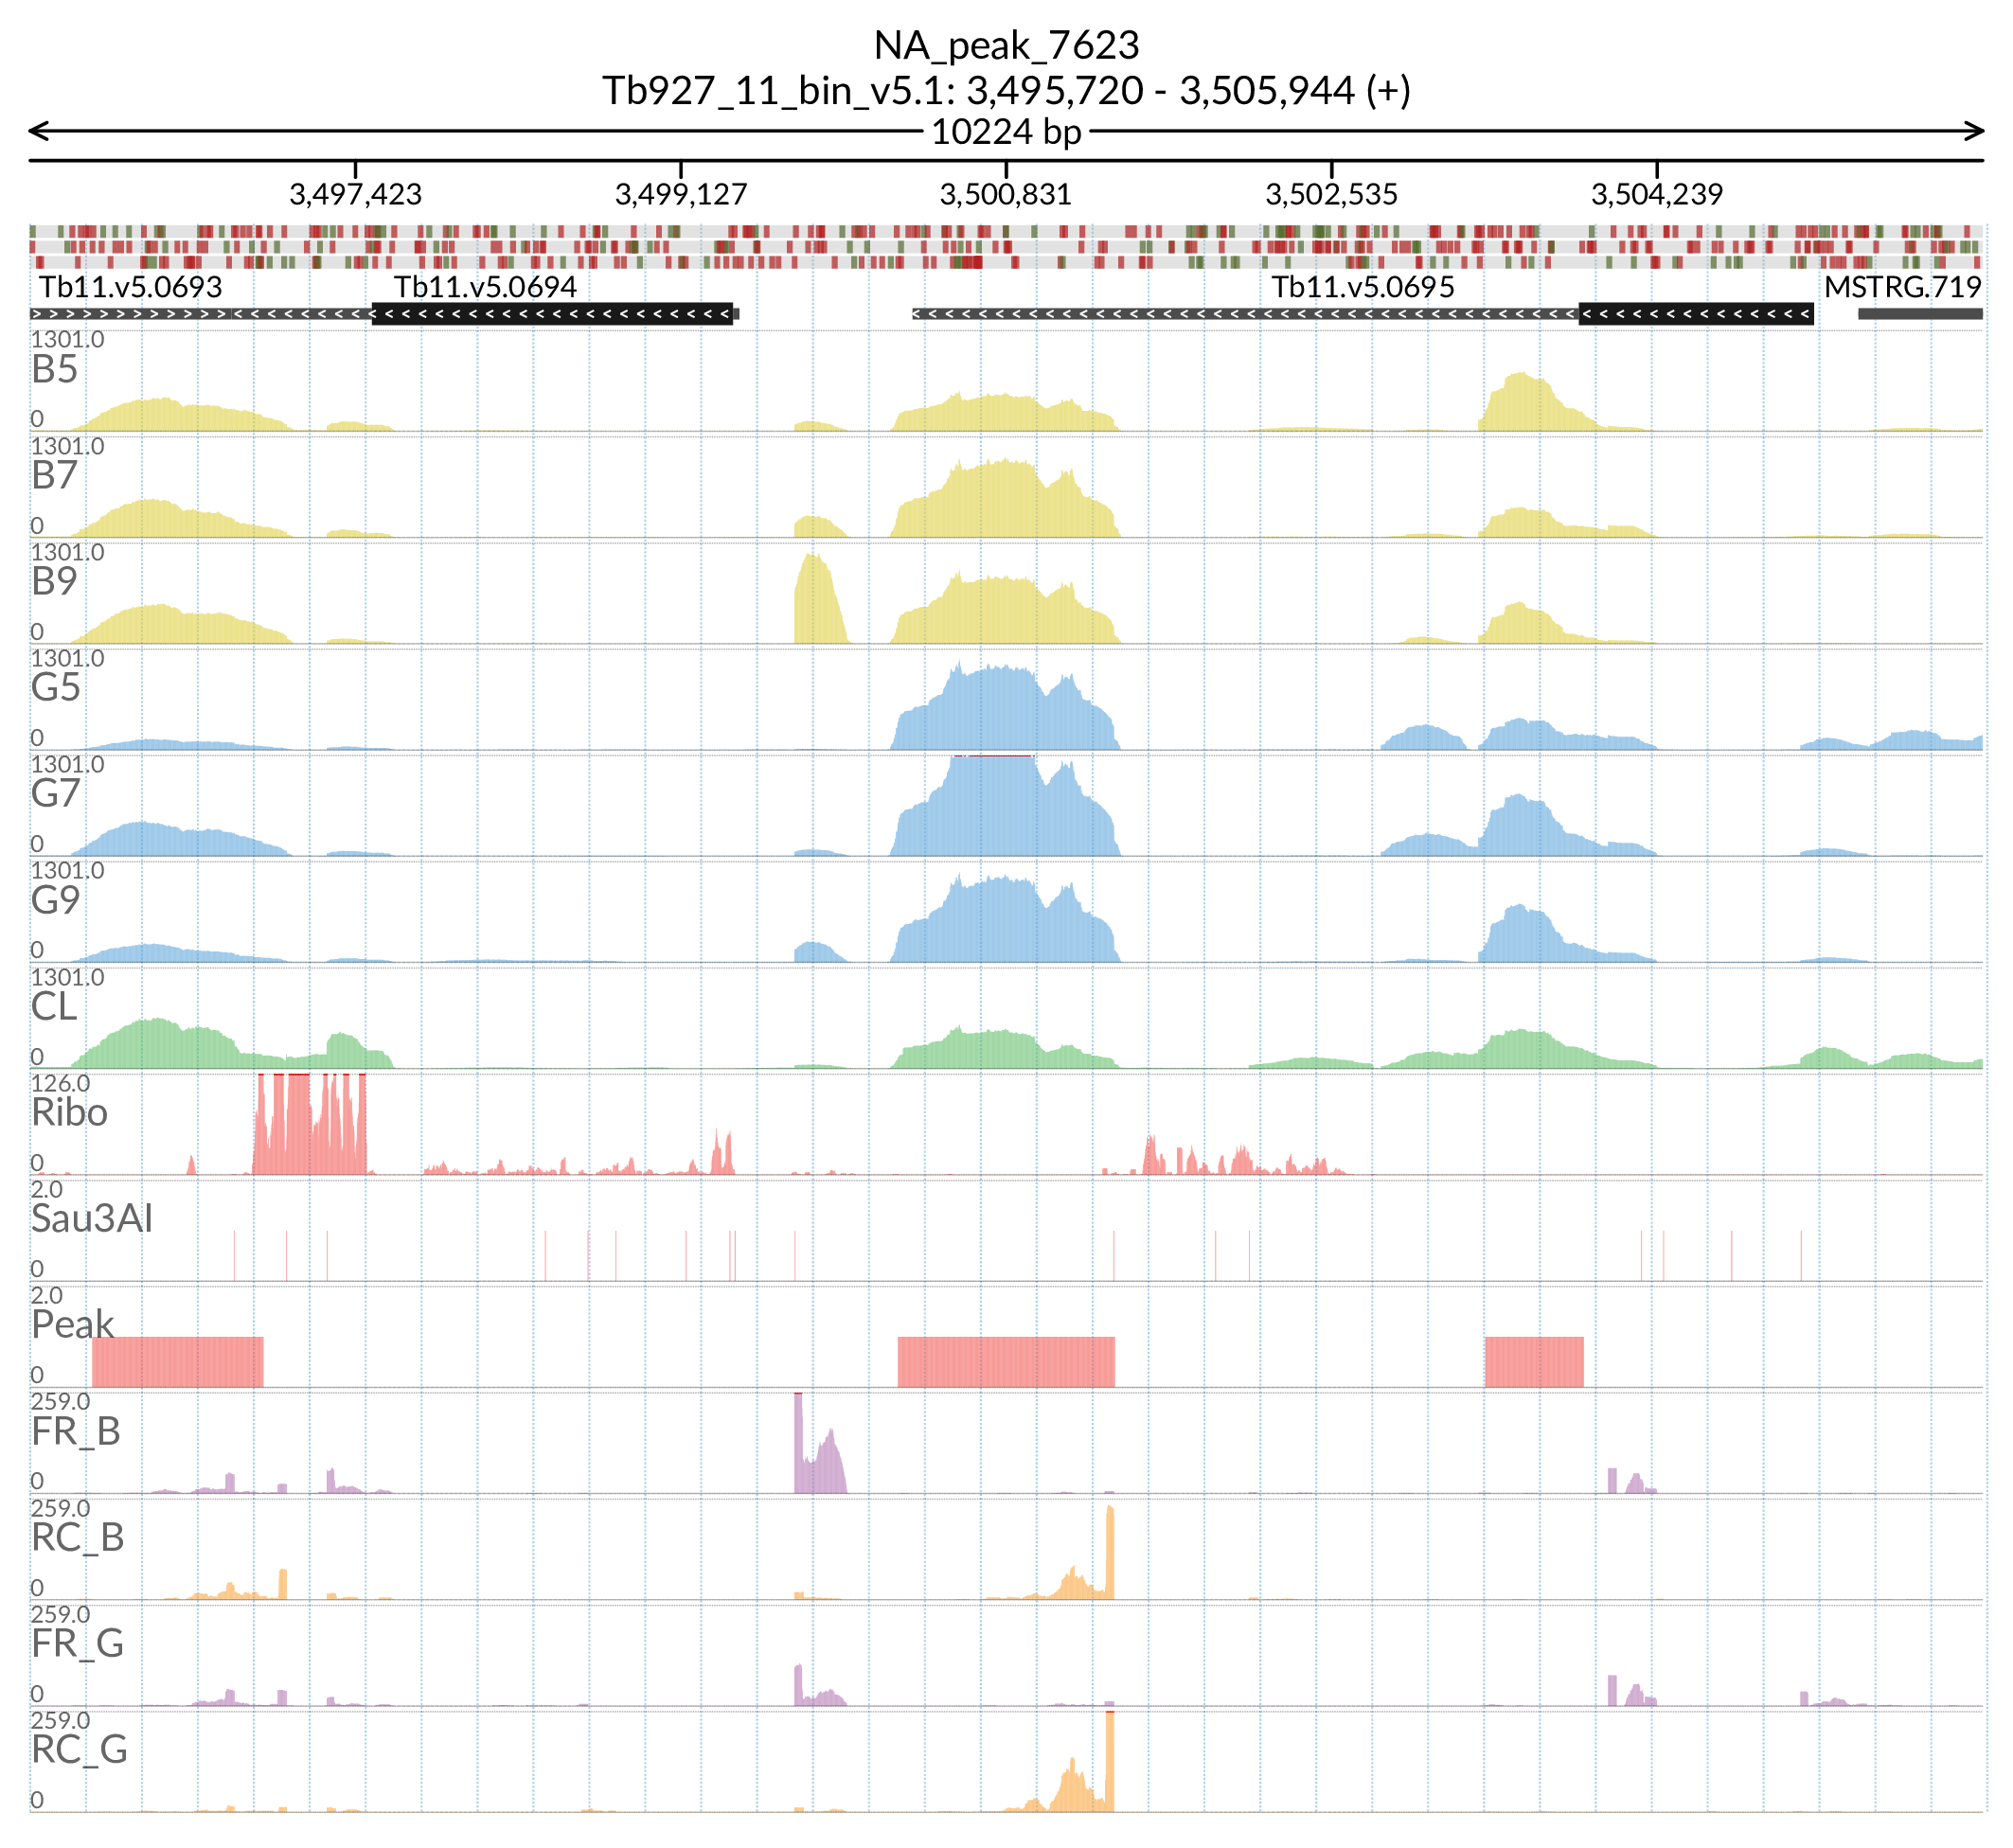 NA_peak_7623
Tb927_11_bin_v5.1: 3,495,720 - 3,505,944 (+)
10224 bp
3,497,423 3,499,127 3,500,831 3,502,535 3,504,239
Tb11.v5.0693 Tb11.v5.0694 Tb11.v5.0695 MSTRG.719
1301.0
B5
0
1301.0
B7
0
1301.0
B9
0
1301.0
G5
0
1301.0
G7
0
1301.0
G9
0
1301.0
CL
0
126.0
Ribo
0
2.0
Sau3AI
0
2.0
Peak
0
259.0
FR_B
0
259.0
RC_B
0
259.0
FR_G
0
259.0
RC_G
0